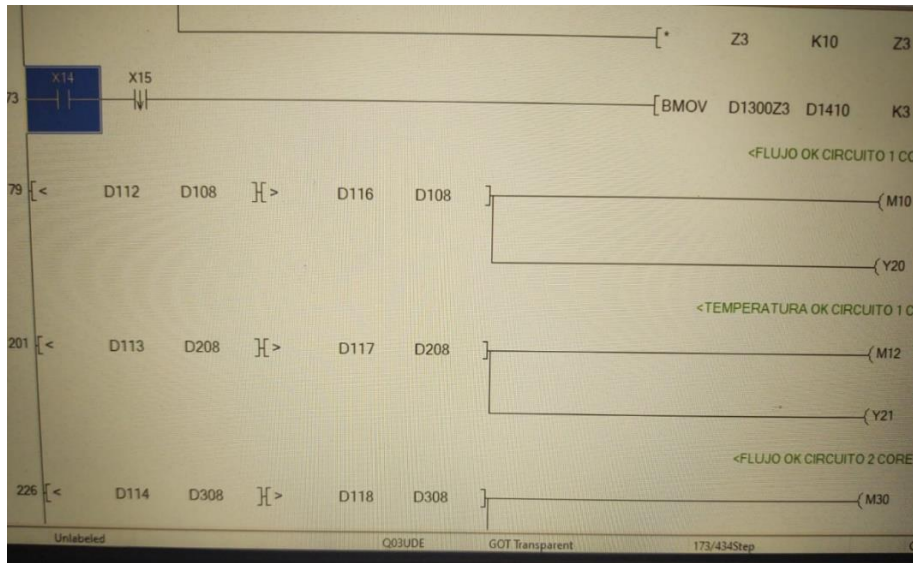 [* Z3 K10 Z3
X14 X15
73 [BMOV D1300Z3 D1410 K3
<FLUJO OK CIRCUITO 1 CO
79 [< D112 D108 ][> D116 D108 ] (M10
(Y20
<TEMPERATURA OK CIRCUITO 1 C
201 [< D113 D208 ][> D117 D208 ] (M12
(Y21
<FLUJO OK CIRCUITO 2 CORE
226 [< D114 D308 ][> D118 D308 ] (M30
Unlabeled Q03UDE GOT Transparent 173/434Step